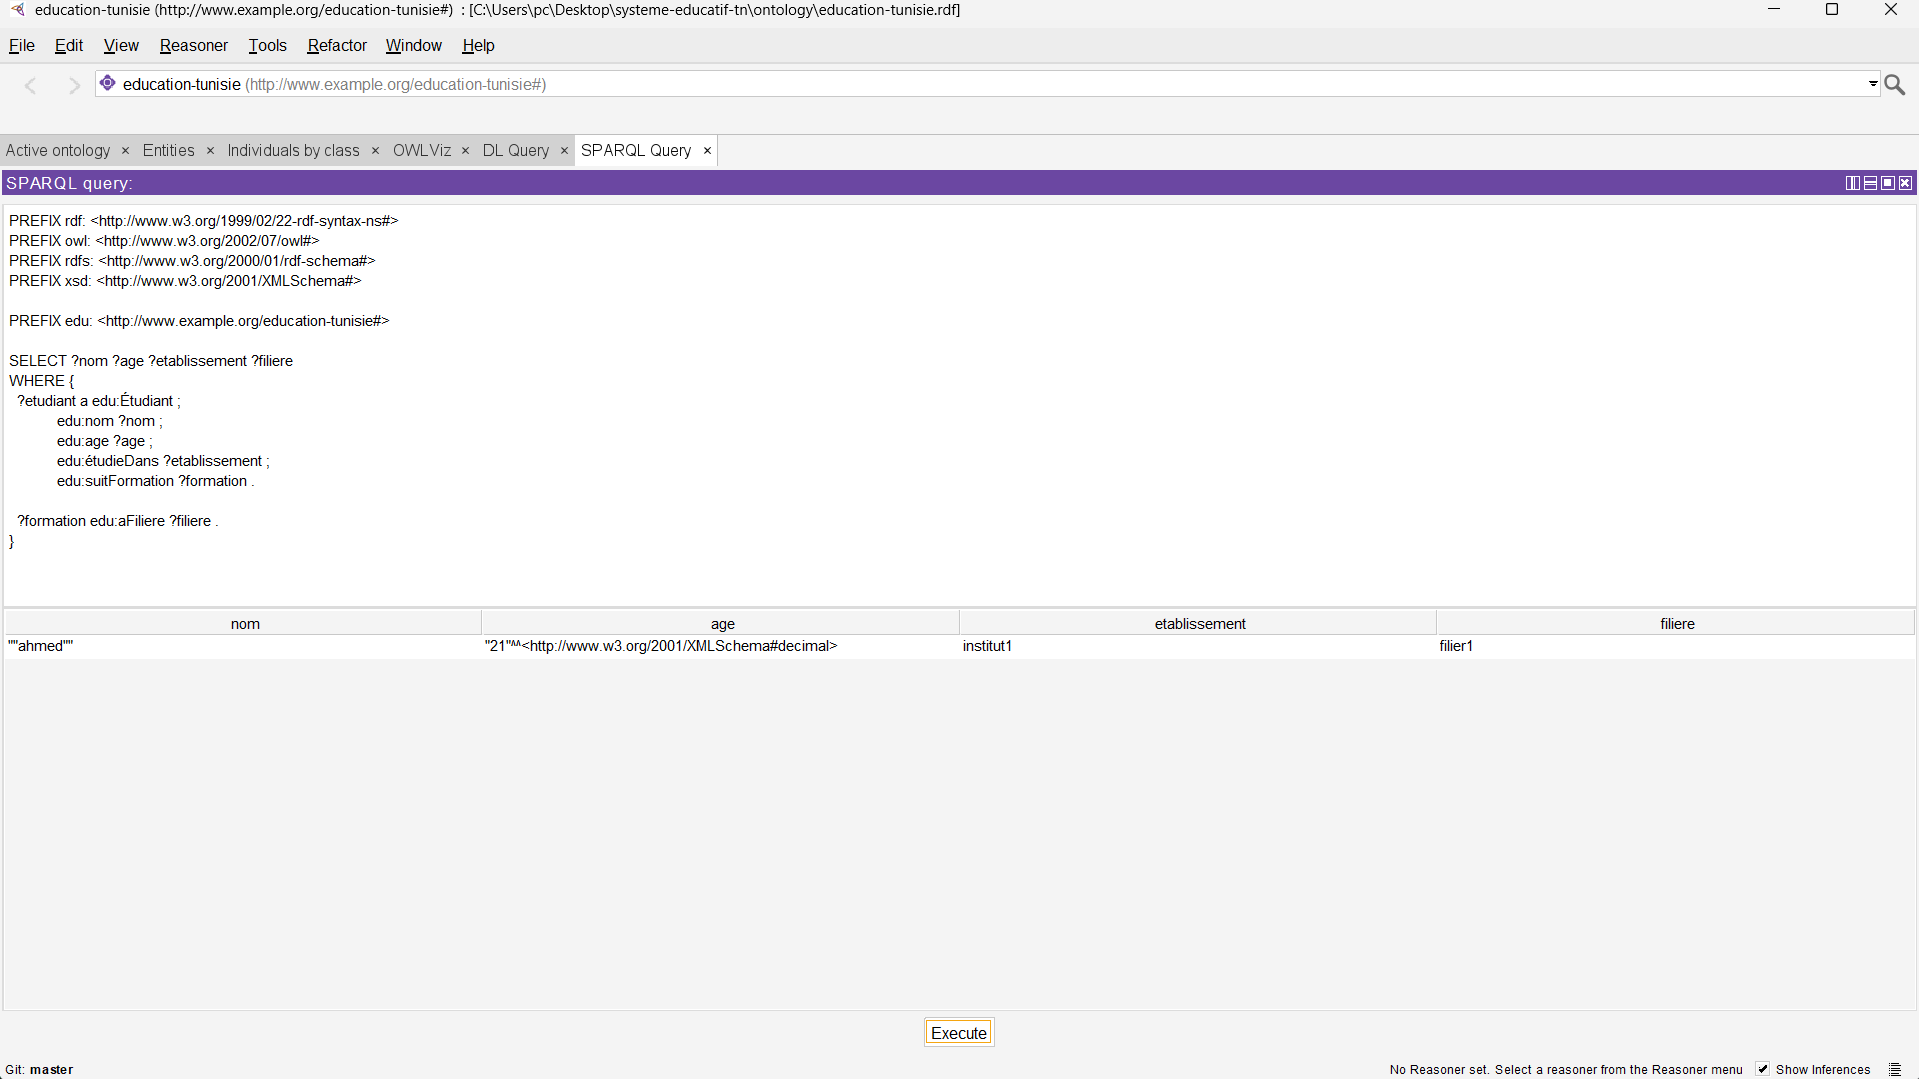 education-tunisie (http://www.example.org/education-tunisie#) : [C:\Users\pc\Desktop\systeme-educatif-tn\ontology\education-tunisie.rdf]
File Edit View Reasoner Tools Refactor Window Help
education-tunisie (http://www.example.org/education-tunisie#)
Active ontology × Entities × Individuals by class × OWLViz × DL Query × SPARQL Query ×
SPARQL query:
PREFIX rdf: <http://www.w3.org/1999/02/22-rdf-syntax-ns#>
PREFIX owl: <http://www.w3.org/2002/07/owl#>
PREFIX rdfs: <http://www.w3.org/2000/01/rdf-schema#>
PREFIX xsd: <http://www.w3.org/2001/XMLSchema#>
PREFIX edu: <http://www.example.org/education-tunisie#>
SELECT ?nom ?age ?etablissement ?filiere
WHERE {
?etudiant a edu:Étudiant ;
edu:nom ?nom ;
edu:age ?age ;
edu:étudieDans ?etablissement ;
edu:suitFormation ?formation .
?formation edu:aFiliere ?filiere .
}
nom age etablissement filiere
""ahmed"" "21"^^<http://www.w3.org/2001/XMLSchema#decimal> institut1 filier1
Execute
Git: master No Reasoner set. Select a reasoner from the Reasoner menu Show Inferences